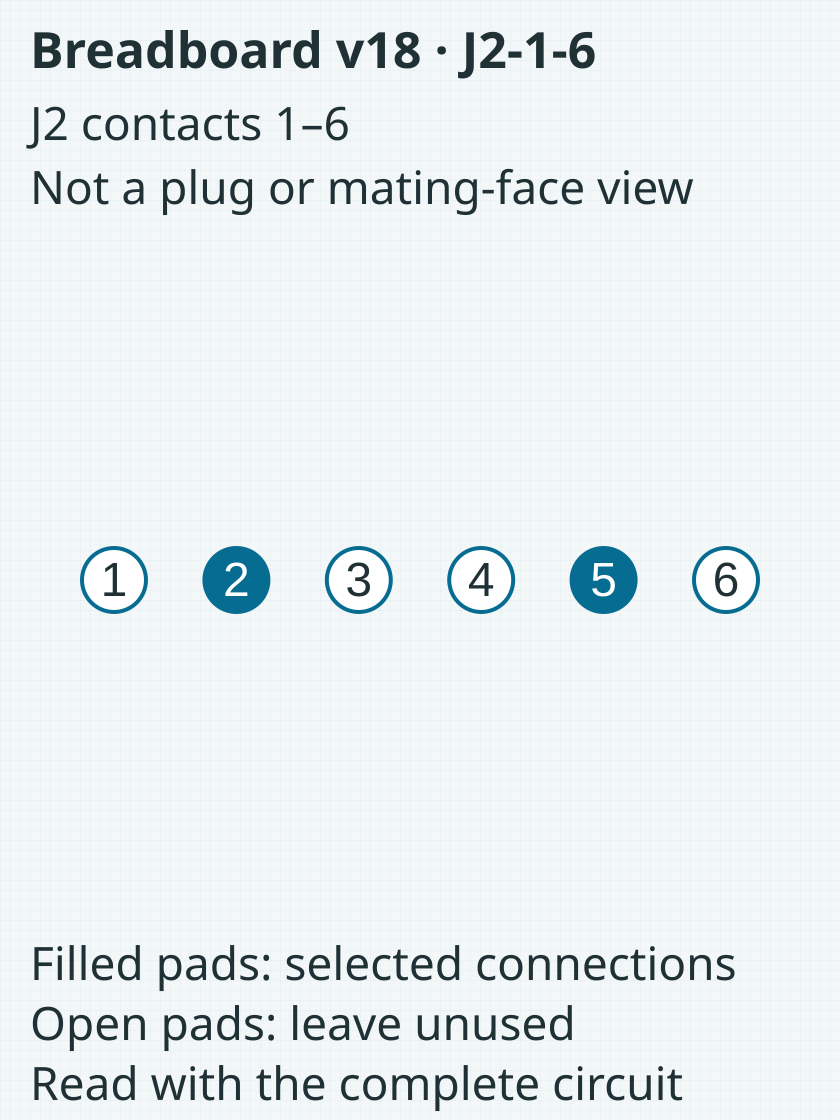 Breadboard v18 · J2-1-6
J2 contacts 1–6
Not a plug or mating-face view
1 2 3 4 5 6
Filled pads: selected connections
Open pads: leave unused
Read with the complete circuit